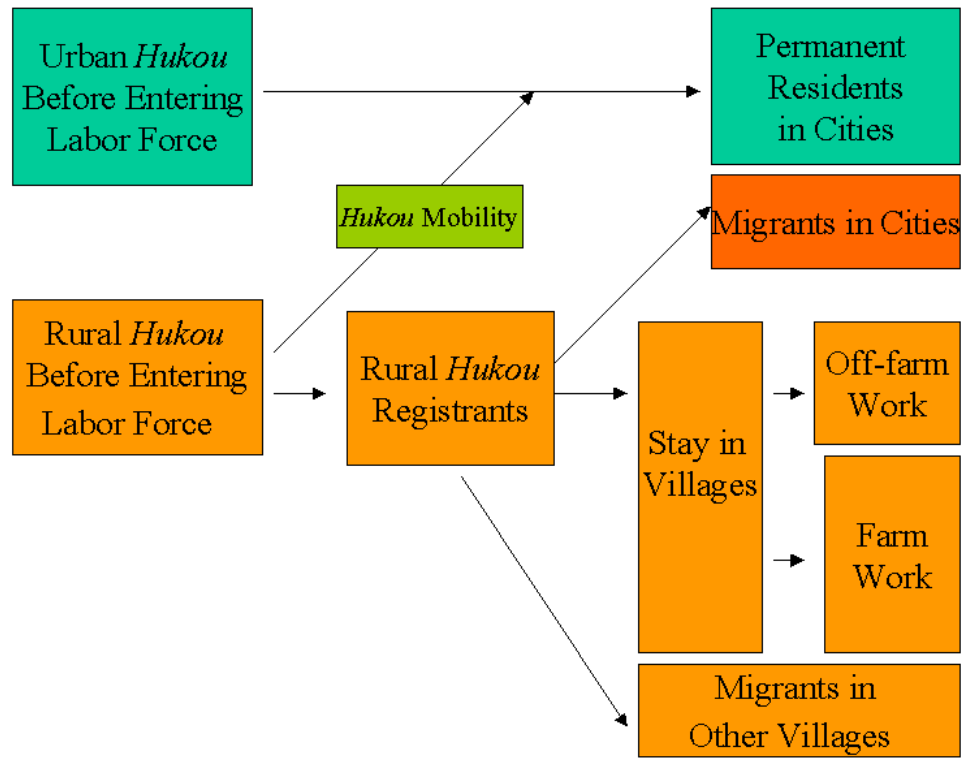 Urban Hukou
Before Entering
Labor Force
Permanent
Residents
in Cities
Hukou Mobility
Migrants in Cities
Rural Hukou
Before Entering
Labor Force
Rural Hukou
Registrants
Stay in
Villages
Off-farm
Work
Farm
Work
Migrants in
Other Villages